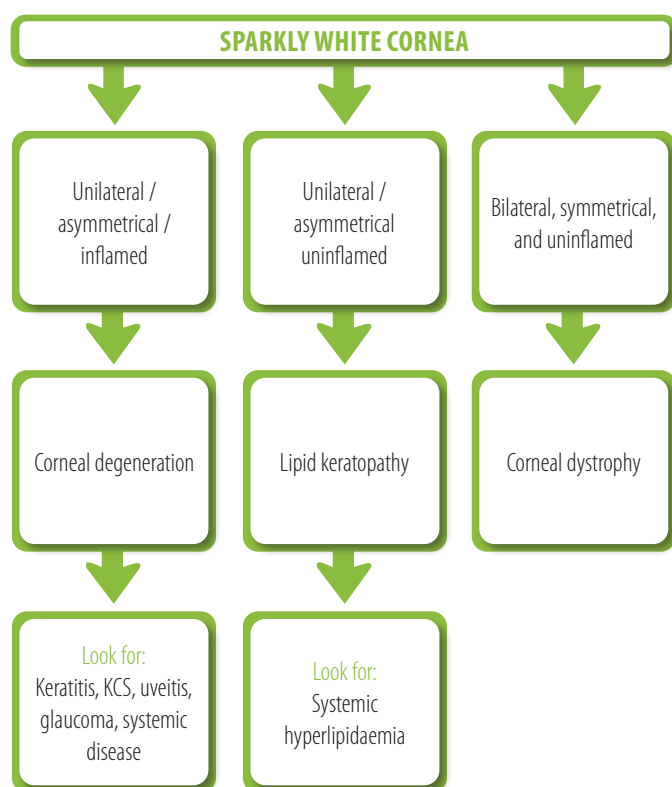 SPARKLY WHITE CORNEA
Unilateral /
asymmetrical /
inflamed
Unilateral /
asymmetrical
uninflamed
Bilateral, symmetrical,
and uninflamed
Corneal degeneration
Lipid keratopathy
Corneal dystrophy
Look for:
Keratitis, KCS, uveitis,
glaucoma, systemic
disease
Look for:
Systemic
hyperlipidaemia